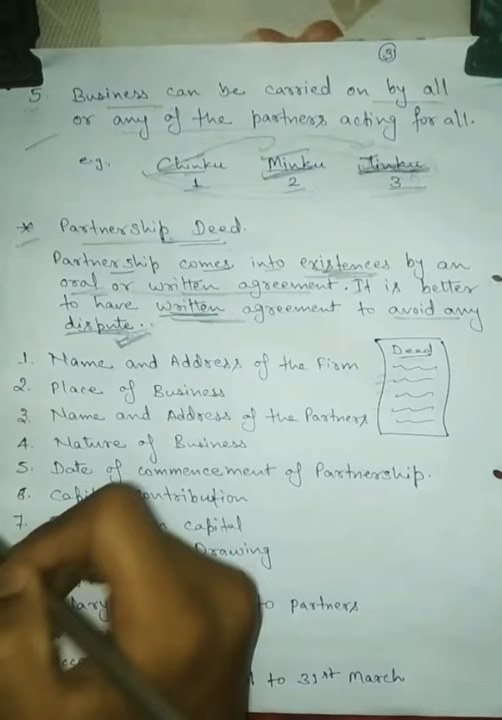 3
5. Business can be carried on by all
or any of the partners acting for all.
e.g. Chinku Minku Jinku
1 2 3
* Partnership Deed.
Partnership comes into existences by an
oral or written agreement. It is better
to have written agreement to avoid any
dispute...
Deed
1. Name and Address of the Firm
2. Place of Business
3. Name and Address of the Partners
4. Nature of Business
5. Date of commencement of Partnership.
6. contribution
7. capital
Drawing
to partners
to 31st March